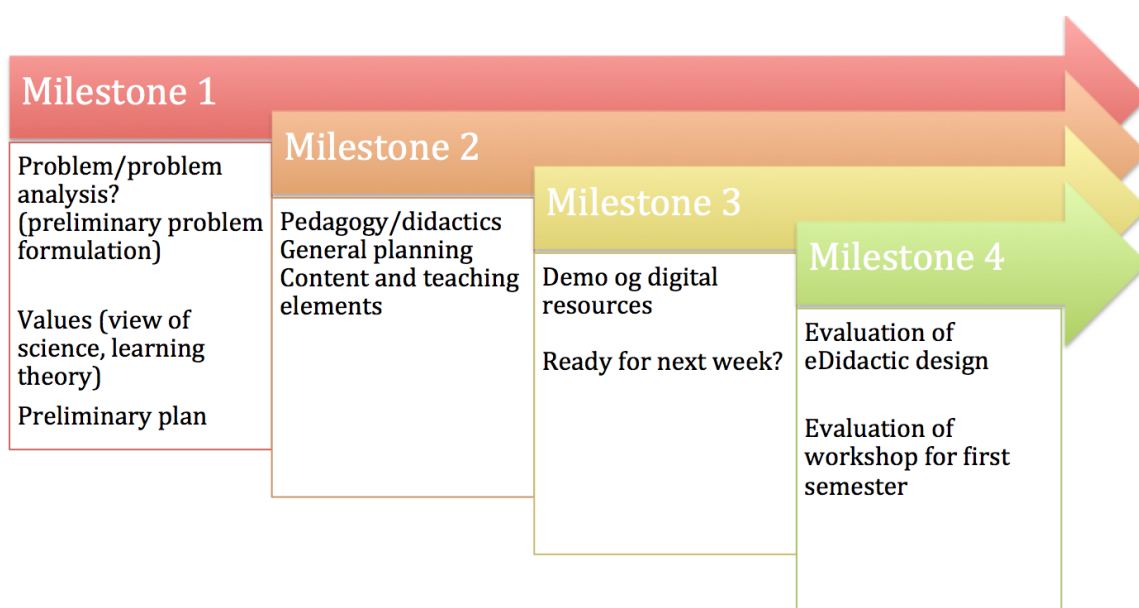 Milestone 1
Problem/problem
analysis?
(preliminary problem
formulation)
Values (view of
science, learning
theory)
Preliminary plan
Milestone 2
Pedagogy/didactics
General planning
Content and teaching
elements
Milestone 3
Demo og digital
resources
Ready for next week?
Milestone 4
Evaluation of
eDidactic design
Evaluation of
workshop for first
semester